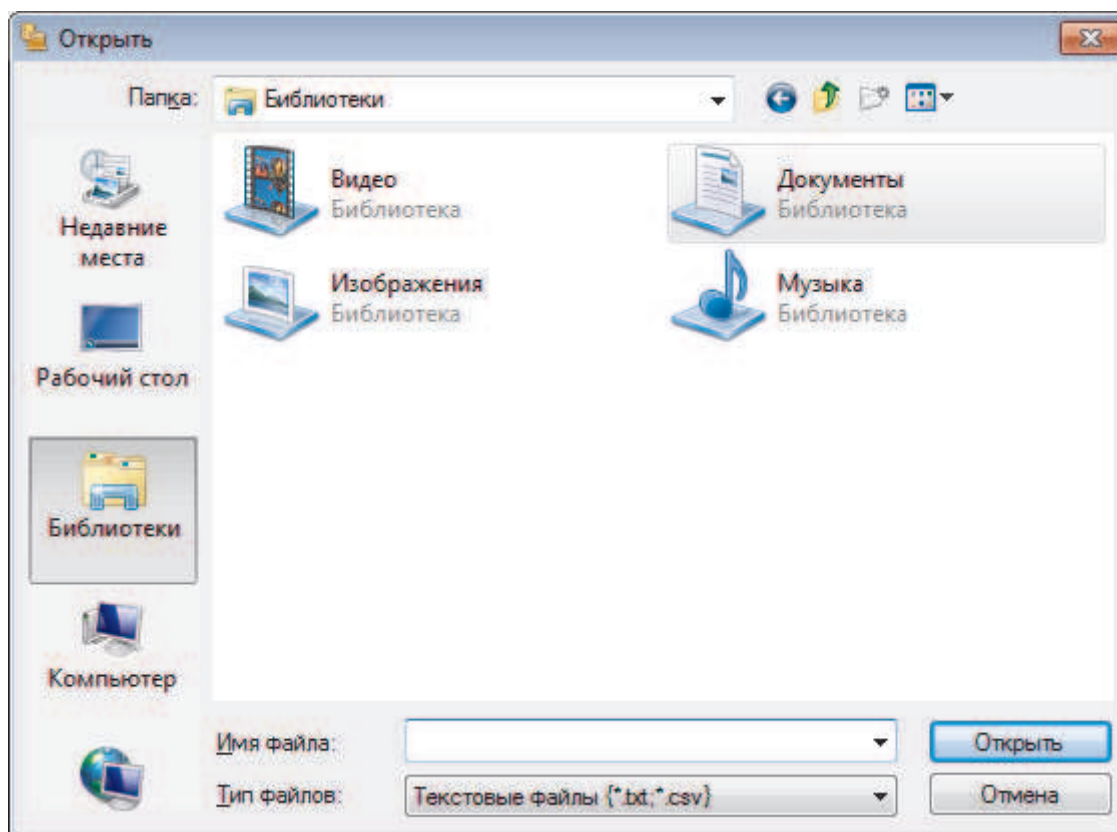 Открыть
Папка:
Библиотеки
Недавние
места
Рабочий стол
Библиотеки
Компьютер
Видео
Библиотека
Документы
Библиотека
Изображения
Библиотека
Музыка
Библиотека
Имя файла:
Открыть
Тип файлов:
Текстовые файлы {*.txt;*.csv}
Отмена